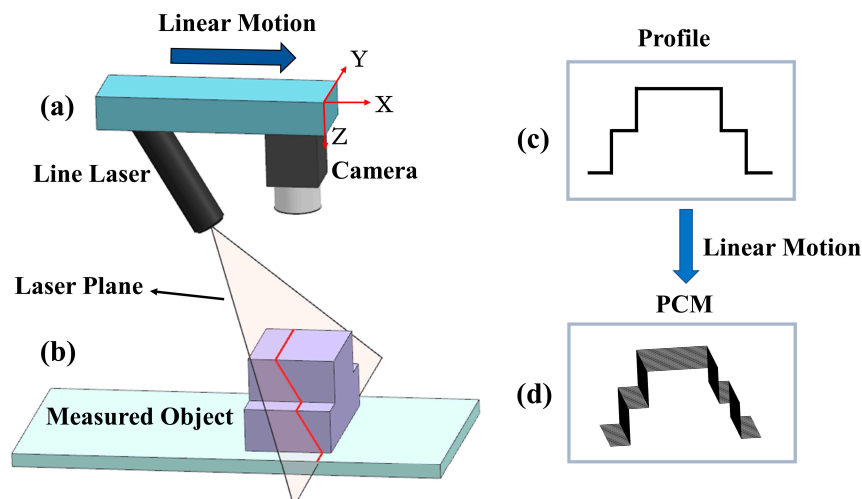 Linear Motion
Y
(a)
X
Z
Line Laser
Camera
Laser Plane
(b)
Measured Object
Profile
(c)
Linear Motion
PCM
(d)